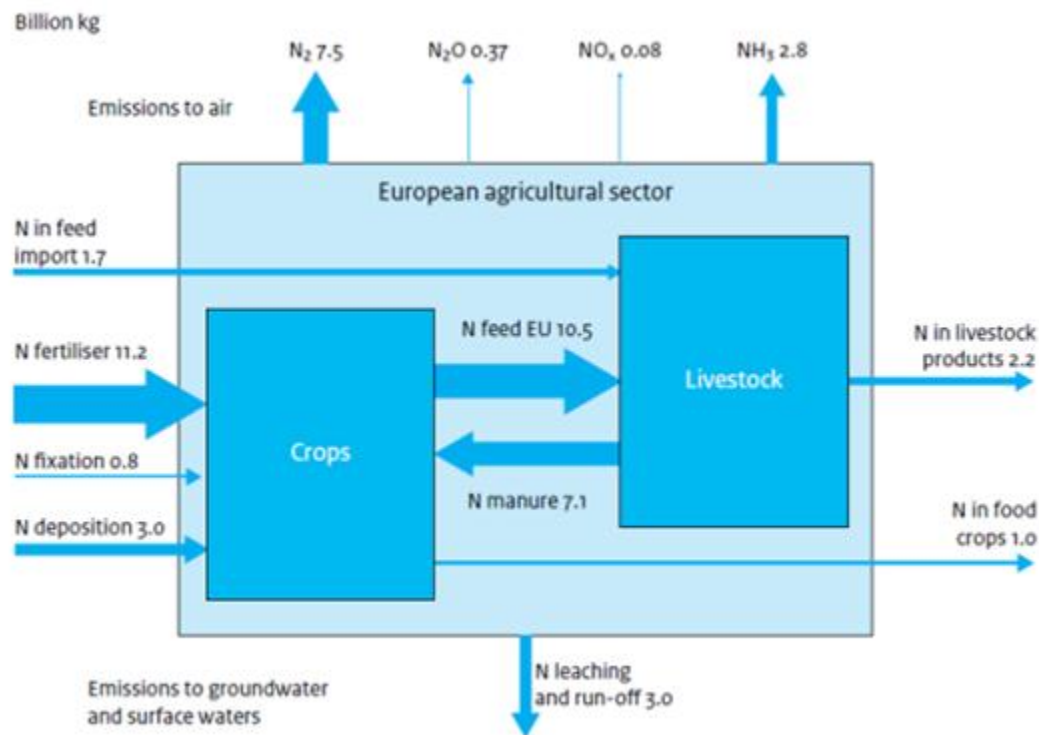 Billion kg
N₂ 7.5
N₂O 0.37
NOₓ 0.08
NH₃ 2.8
Emissions to air
European agricultural sector
N in feed
import 1.7
N fertiliser 11.2
N feed EU 10.5
N in livestock
products 2.2
Livestock
Crops
N fixation 0.8
N manure 7.1
N deposition 3.0
N in food
crops 1.0
N leaching
and run-off 3.0
Emissions to groundwater
and surface waters